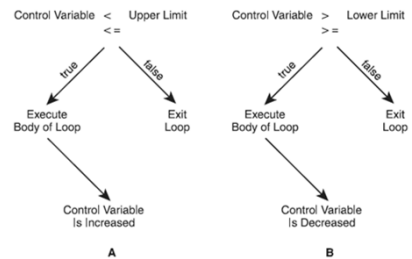 Control Variable < Upper Limit
<=
true
false
Execute
Body of Loop
Exit
Loop
Control Variable
Is Increased
A
Control Variable > Lower Limit
>=
true
false
Execute
Body of Loop
Exit
Loop
Control Variable
Is Decreased
B